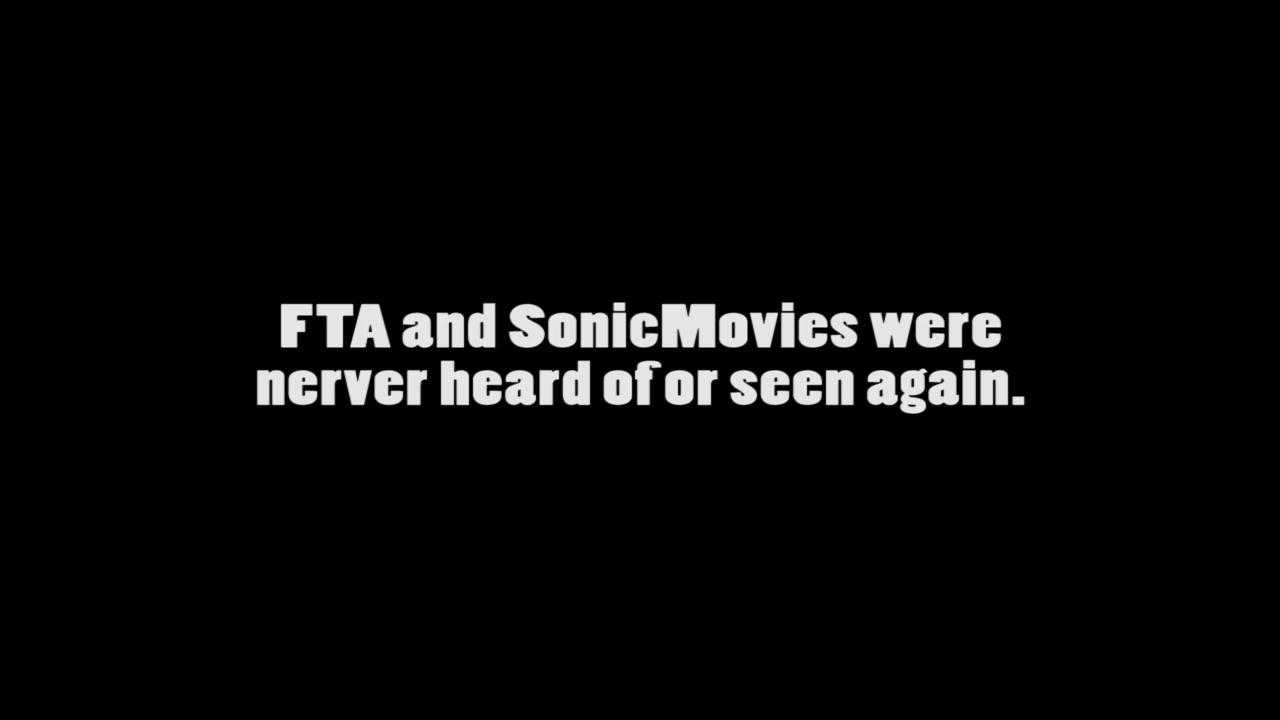 FTA and SonicMovies were
nerver heard of or seen again.